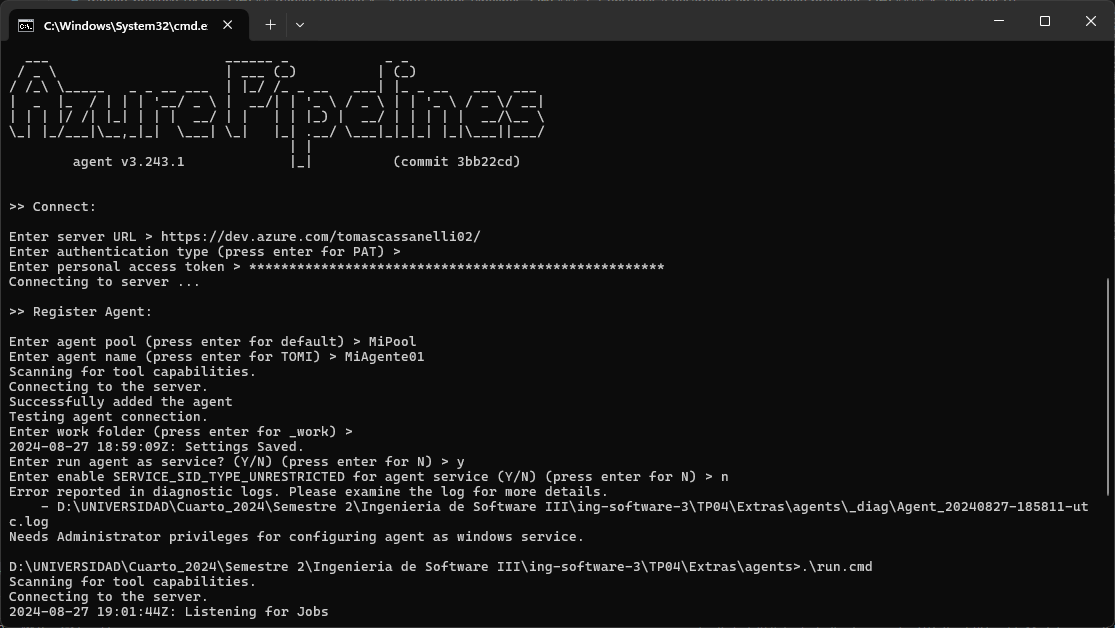 C:\Windows\System32\cmd.e
AzurePipelines
agent v3.243.1 (commit 3bb22cd)
>> Connect:
Enter server URL > https://dev.azure.com/tomascassanelli02/
Enter authentication type (press enter for PAT) >
Enter personal access token > ****************************************************
Connecting to server ...
>> Register Agent:
Enter agent pool (press enter for default) > MiPool
Enter agent name (press enter for TOMI) > MiAgente01
Scanning for tool capabilities.
Connecting to the server.
Successfully added the agent
Testing agent connection.
Enter work folder (press enter for _work) >
2024-08-27 18:59:09Z: Settings Saved.
Enter run agent as service? (Y/N) (press enter for N) > y
Enter enable SERVICE_SID_TYPE_UNRESTRICTED for agent service (Y/N) (press enter for N) > n
Error reported in diagnostic logs. Please examine the log for more details.
- D:\UNIVERSIDAD\Cuarto_2024\Semestre 2\Ingenieria de Software III\ing-software-3\TP04\Extras\agents\_diag\Agent_20240827-185811-ut
c.log
Needs Administrator privileges for configuring agent as windows service.
D:\UNIVERSIDAD\Cuarto_2024\Semestre 2\Ingenieria de Software III\ing-software-3\TP04\Extras\agents>.\run.cmd
Scanning for tool capabilities.
Connecting to the server.
2024-08-27 19:01:44Z: Listening for Jobs